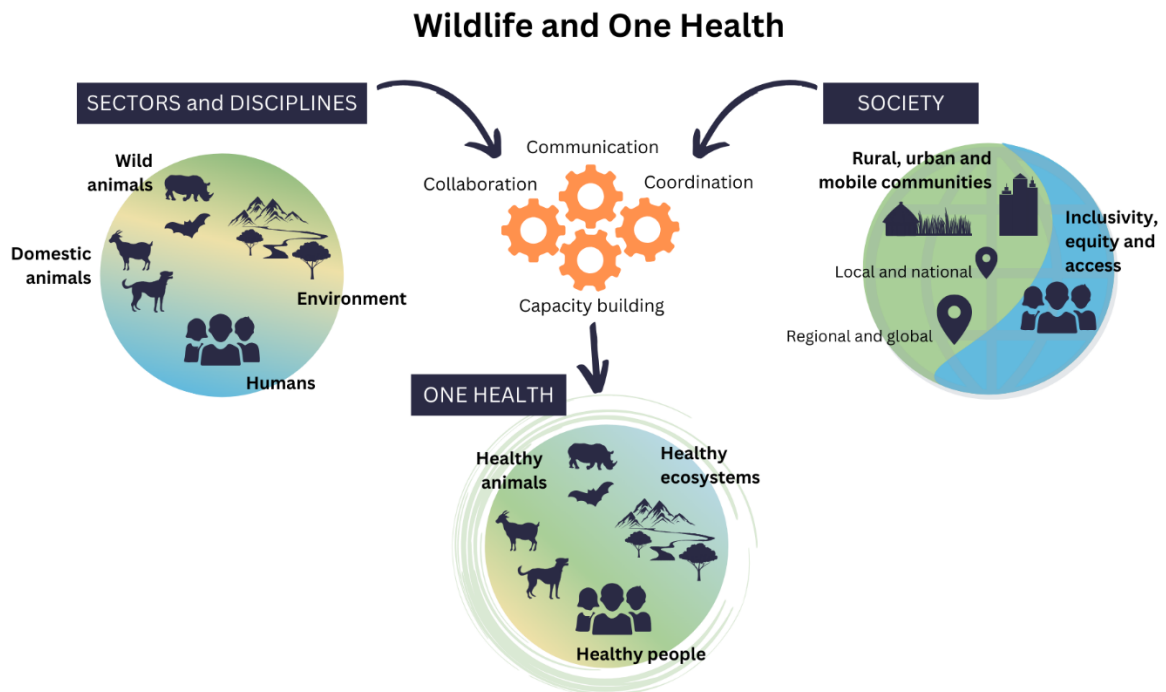 Wildlife and One Health
SECTORS and DISCIPLINES
Wild
animals
Domestic
animals
Environment
Humans
Communication
Collaboration
Coordination
Capacity building
SOCIETY
Rural, urban and
mobile communities
Inclusivity,
equity and
access
Local and national
Regional and global
ONE HEALTH
Healthy
animals
Healthy
ecosystems
Healthy people